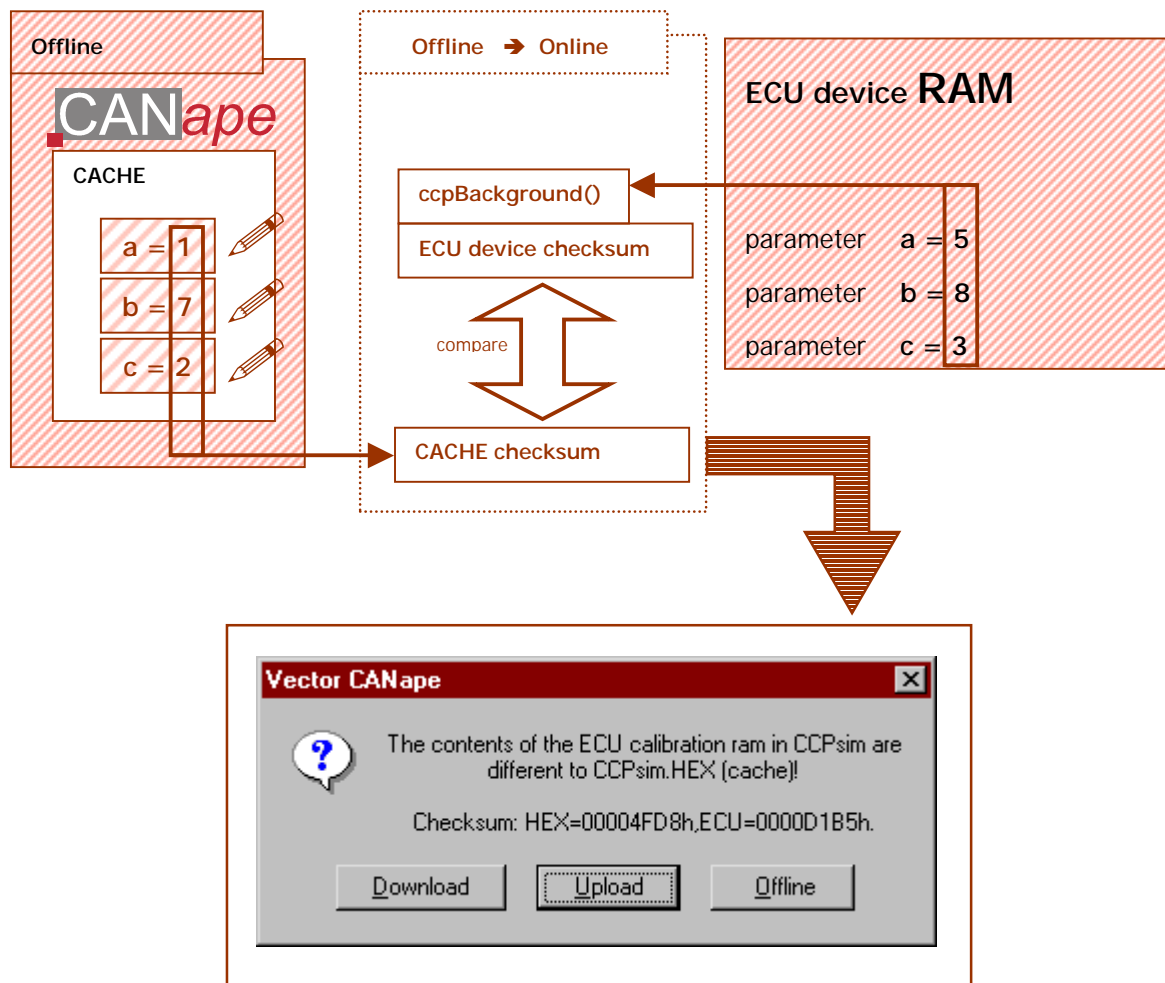 Offline
CANape
CACHE
a = 1
b = 7
c = 2
Offline ➔ Online
ccpBackground()
ECU device checksum
compare
CACHE checksum
ECU device RAM
parameter a = 5
parameter b = 8
parameter c = 3
Vector CANape
The contents of the ECU calibration ram in CCPsim are
different to CCPsim.HEX (cache)!
Checksum: HEX=00004FD8h,ECU=0000D1B5h.
Download
Upload
Offline